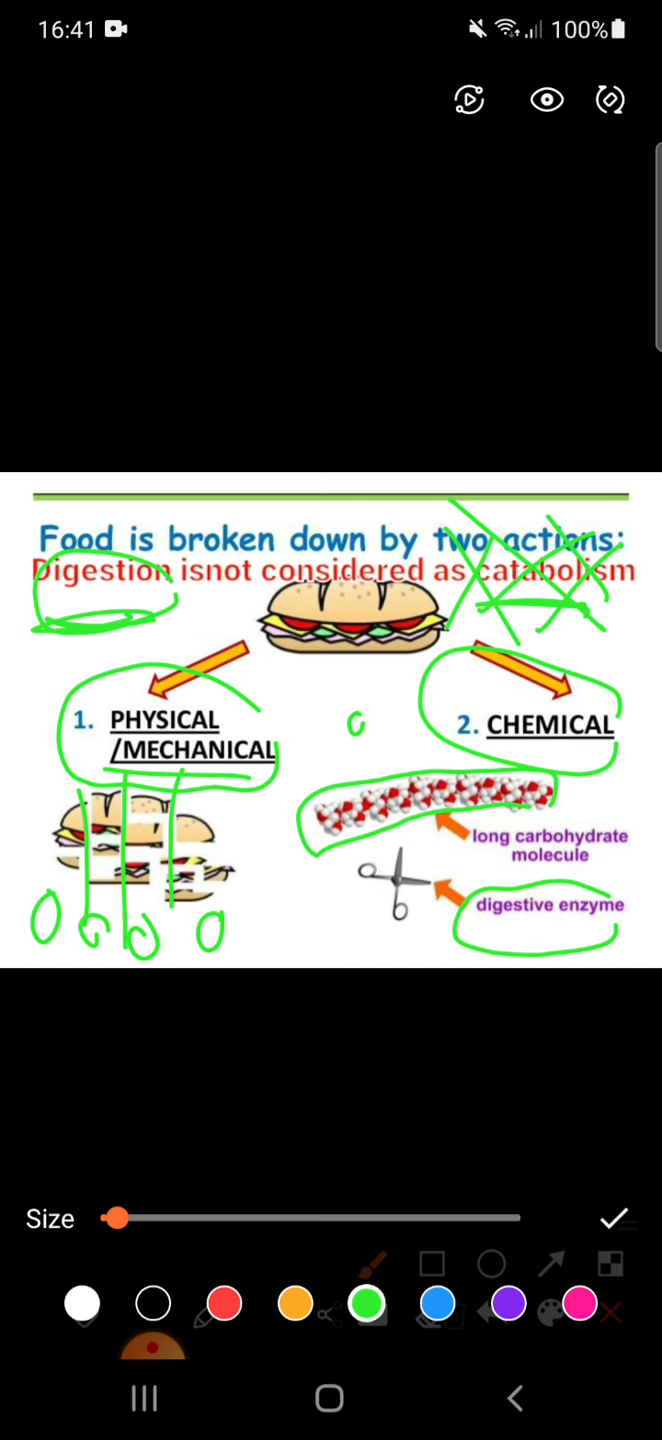 16:41
100%
Food is broken down by two actions:
Digestion isnot considered as catabolism
1. PHYSICAL
/MECHANICAL
2. CHEMICAL
long carbohydrate
molecule
digestive enzyme
Size